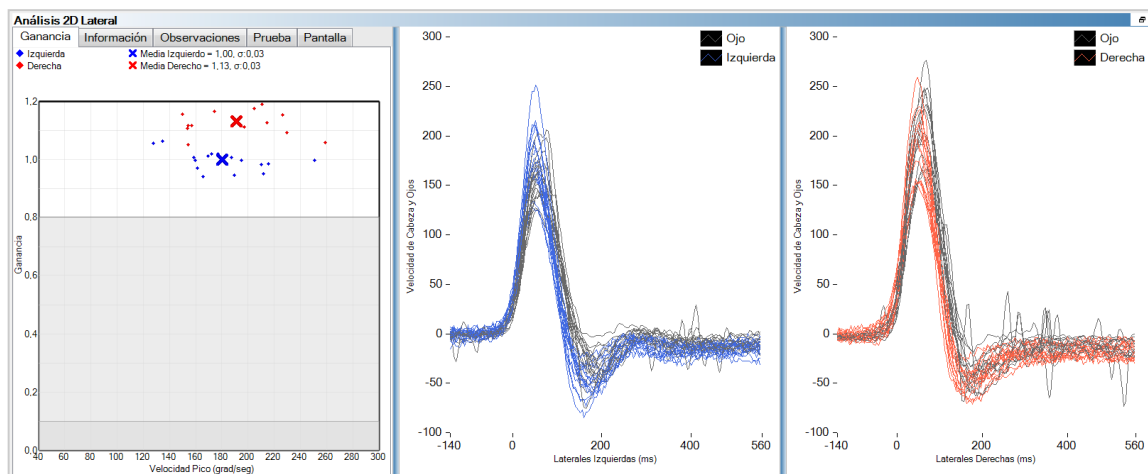 Análisis 2D Lateral
Ganancia Información Observaciones Prueba Pantalla
Izquierda Media Izquierdo = 1,00, σ:0,03
Derecha Media Derecho = 1,13, σ:0,03
1,2
1,0
0,8
0,6
0,4
0,2
0,0
Ganancia
40 60 80 100 120 140 160 180 200 220 240 260 280 300
Velocidad Pico (grad/seg)
Ojo
Izquierda
300
250
200
150
100
50
0
-50
-100
Velocidad de Cabeza y Ojos
-140 0 200 400 560
Laterales Izquierdas (ms)
Ojo
Derecha
300
250
200
150
100
50
0
-50
-100
Velocidad de Cabeza y Ojos
-140 0 200 400 560
Laterales Derechas (ms)